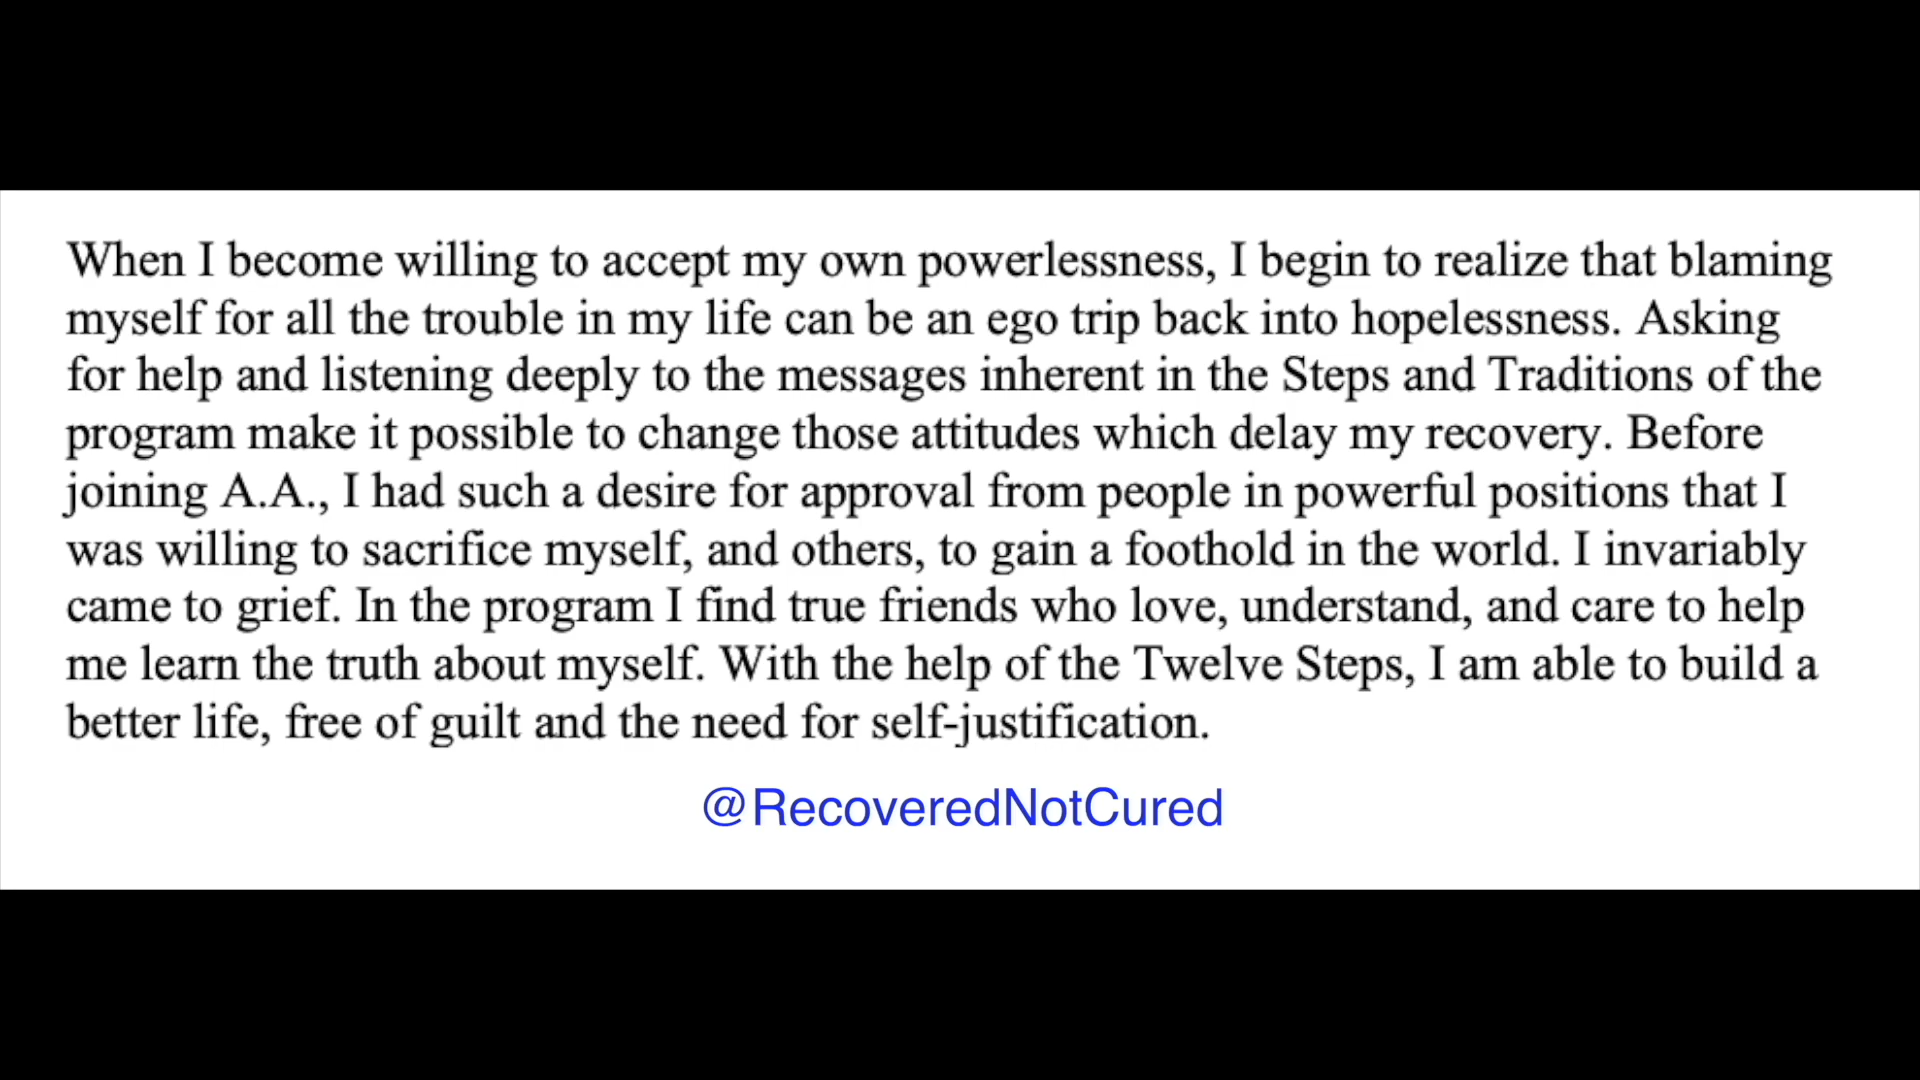 When I become willing to accept my own powerlessness, I begin to realize that blaming
myself for all the trouble in my life can be an ego trip back into hopelessness. Asking
for help and listening deeply to the messages inherent in the Steps and Traditions of the
program make it possible to change those attitudes which delay my recovery. Before
joining A.A., I had such a desire for approval from people in powerful positions that I
was willing to sacrifice myself, and others, to gain a foothold in the world. I invariably
came to grief. In the program I find true friends who love, understand, and care to help
me learn the truth about myself. With the help of the Twelve Steps, I am able to build a
better life, free of guilt and the need for self-justification.
@RecoveredNotCured